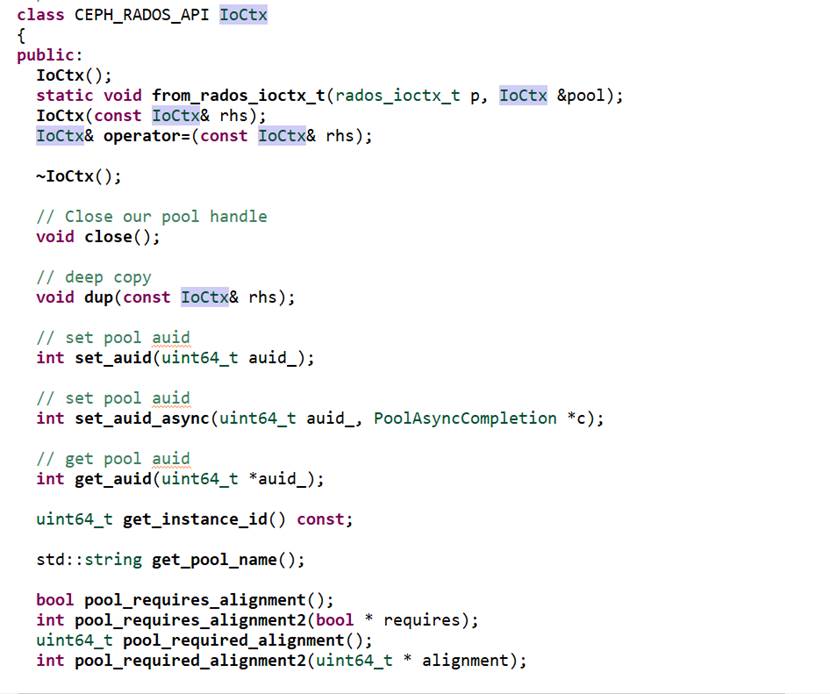 class CEPH_RADOS_API IoCtx
{
public:
IoCtx();
static void from_rados_ioctx_t(rados_ioctx_t p, IoCtx &pool);
IoCtx(const IoCtx& rhs);
IoCtx& operator=(const IoCtx& rhs);
~IoCtx();
// Close our pool handle
void close();
// deep copy
void dup(const IoCtx& rhs);
// set pool auid
int set_auid(uint64_t auid_);
// set pool auid
int set_auid_async(uint64_t auid_, PoolAsyncCompletion *c);
// get pool auid
int get_auid(uint64_t *auid_);
uint64_t get_instance_id() const;
std::string get_pool_name();
bool pool_requires_alignment();
int pool_requires_alignment2(bool * requires);
uint64_t pool_required_alignment();
int pool_required_alignment2(uint64_t * alignment);